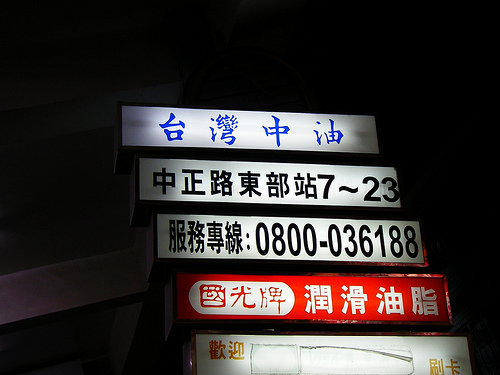 台灣中油
中正路東部站7~23
服務專線:0800-036188
國光牌 潤滑油脂
歡迎 刷卡